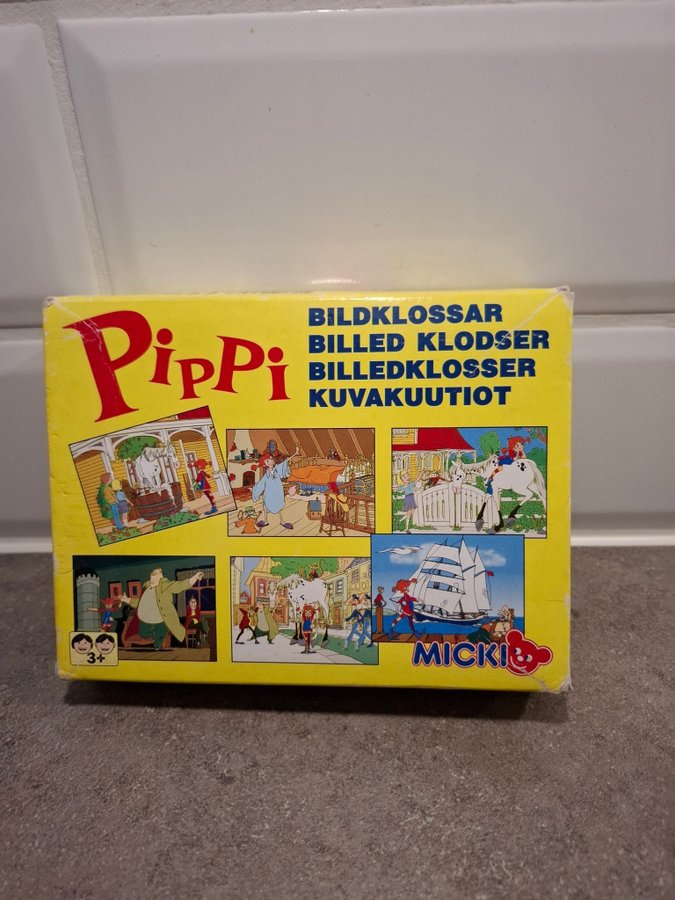 PiPPi
BILDKLOSSAR
BILLED KLODSER
BILLEDKLOSSER
KUVAKUUTIOT
3+
MICKI